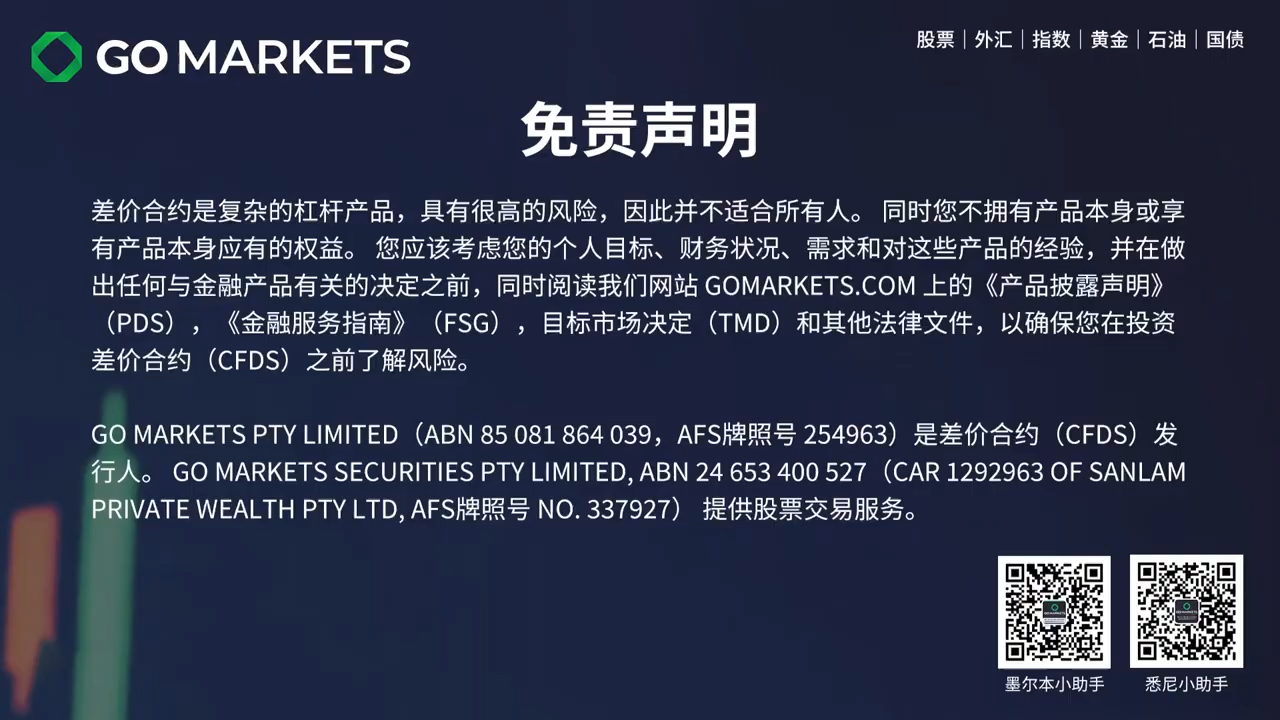 GO MARKETS
股票｜外汇｜指数｜黄金｜石油｜国债
免责声明
差价合约是复杂的杠杆产品，具有很高的风险，因此并不适合所有人。 同时您不拥有产品本身或享
有产品本身应有的权益。 您应该考虑您的个人目标、财务状况、需求和对这些产品的经验，并在做
出任何与金融产品有关的决定之前，同时阅读我们网站 GOMARKETS.COM 上的《产品披露声明》
（PDS），《金融服务指南》（FSG），目标市场决定（TMD）和其他法律文件，以确保您在投资
差价合约（CFDS）之前了解风险。
GO MARKETS PTY LIMITED（ABN 85 081 864 039，AFS牌照号 254963）是差价合约（CFDS）发
行人。 GO MARKETS SECURITIES PTY LIMITED, ABN 24 653 400 527（CAR 1292963 OF SANLAM
PRIVATE WEALTH PTY LTD, AFS牌照号 NO. 337927） 提供股票交易服务。
墨尔本小助手
悉尼小助手